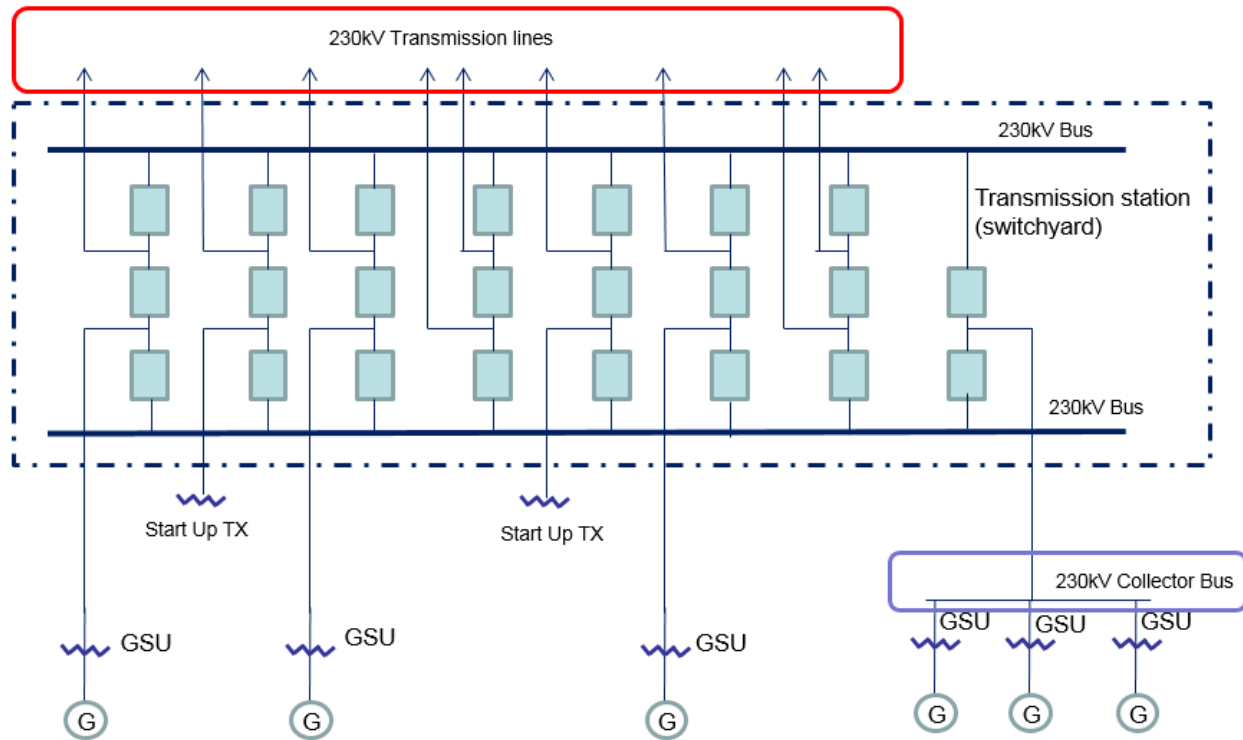 230kV Transmission lines
230kV Bus
Transmission station
(switchyard)
230kV Bus
Start Up TX
Start Up TX
230kV Collector Bus
GSU
GSU
GSU
GSU
GSU
GSU
G
G
G
G
G
G